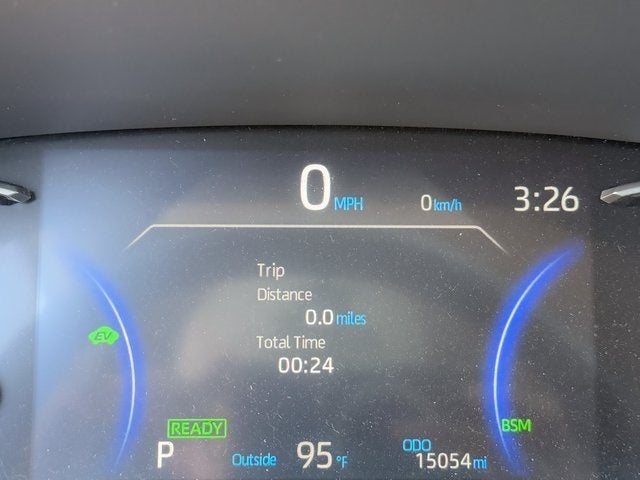 0 MPH 0 km/h 3:26
Trip
Distance
0.0 miles
Total Time
00:24
EV
READY BSM
P Outside 95 °F ODO 15054 mi